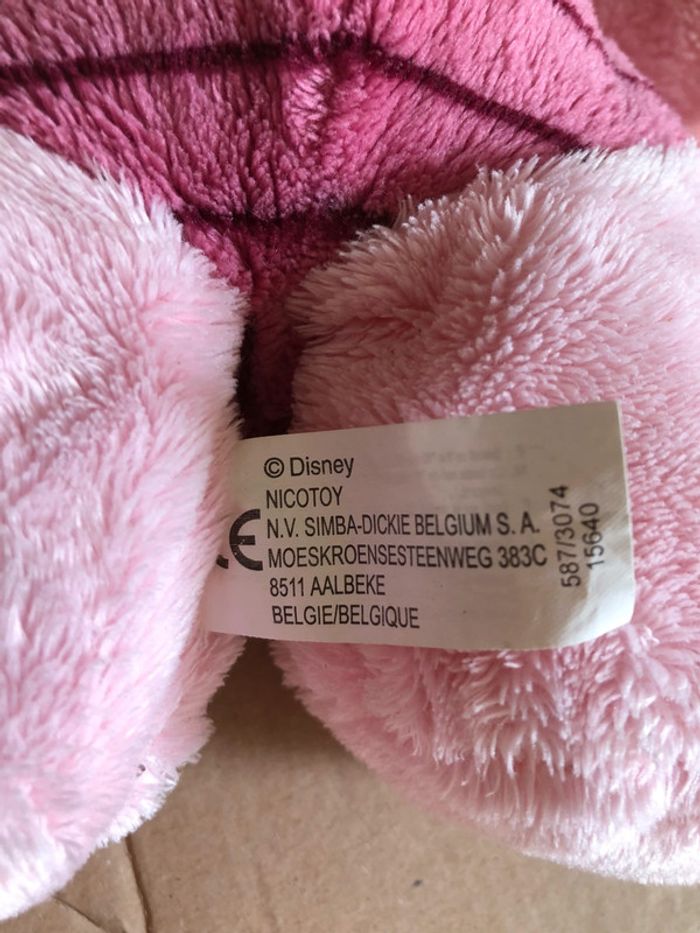 © Disney
NICOTOY
N.V. SIMBA-DICKIE BELGIUM S. A.
MOESKROENSESTEENWEG 383C
8511 AALBEKE
BELGIE/BELGIQUE
CE
587/3074
15640